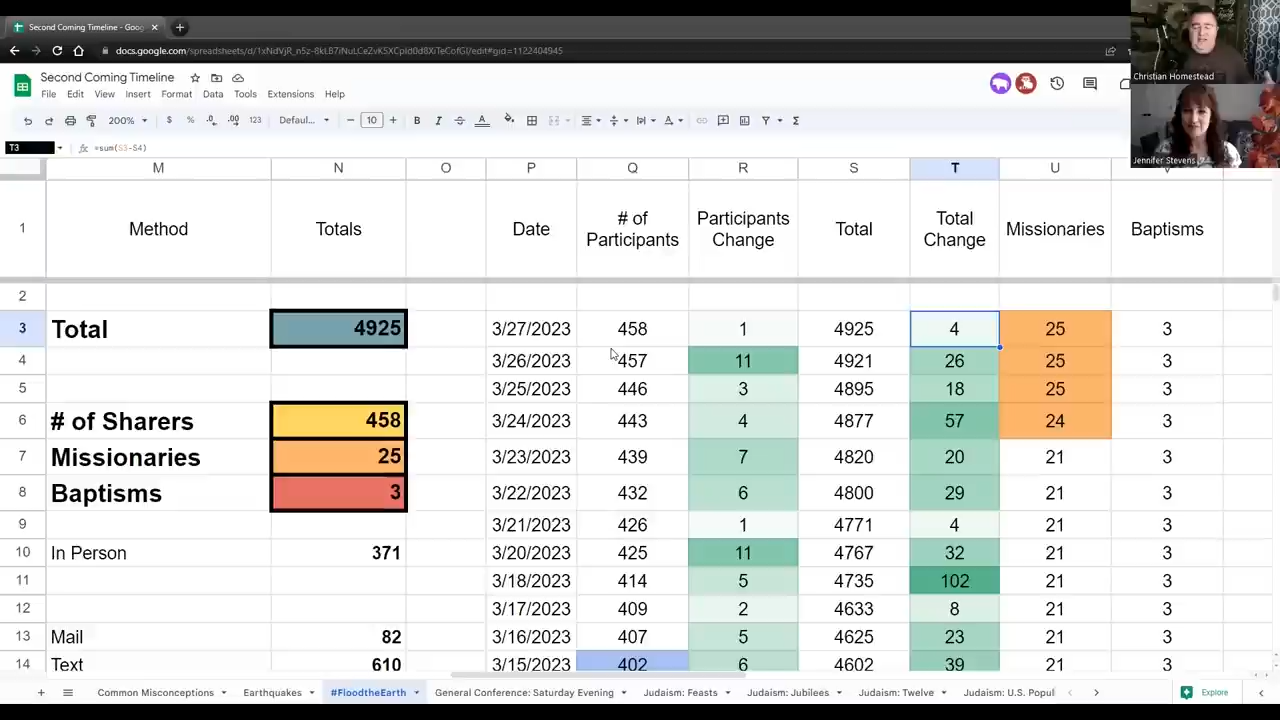 Second Coming Timeline - Goog
docs.google.com/spreadsheets/d/
Second Coming Timeline
File Edit View Insert Format Data Tools Extensions Help
200% $ % .0 .00 123 Defaul... 10 B I A
T3 fx =sum(S3-S4)
M N O P Q R S T U V
1 Method Totals Date # of Participants Participants Change Total Total Change Missionaries Baptisms
2
3 Total 4925 3/27/2023 458 1 4925 4 25 3
4 3/26/2023 457 11 4921 26 25 3
5 3/25/2023 446 3 4895 18 25 3
6 # of Sharers 458 3/24/2023 443 4 4877 57 24 3
7 Missionaries 25 3/23/2023 439 7 4820 20 21 3
8 Baptisms 3 3/22/2023 432 6 4800 29 21 3
9 3/21/2023 426 1 4771 4 21 3
10 In Person 371 3/20/2023 425 11 4767 32 21 3
11 3/18/2023 414 5 4735 102 21 3
12 3/17/2023 409 2 4633 8 21 3
13 Mail 82 3/16/2023 407 5 4625 23 21 3
14 Text 610 3/15/2023 402 6 4602 39 21 3
Common Misconceptions Earthquakes #FloodtheEarth General Conference: Saturday Evening Judaism: Feasts Judaism: Jubilees Judaism: Twelve Judaism: U.S. Popul Explore
Christian Homestead
Jennifer Stevens